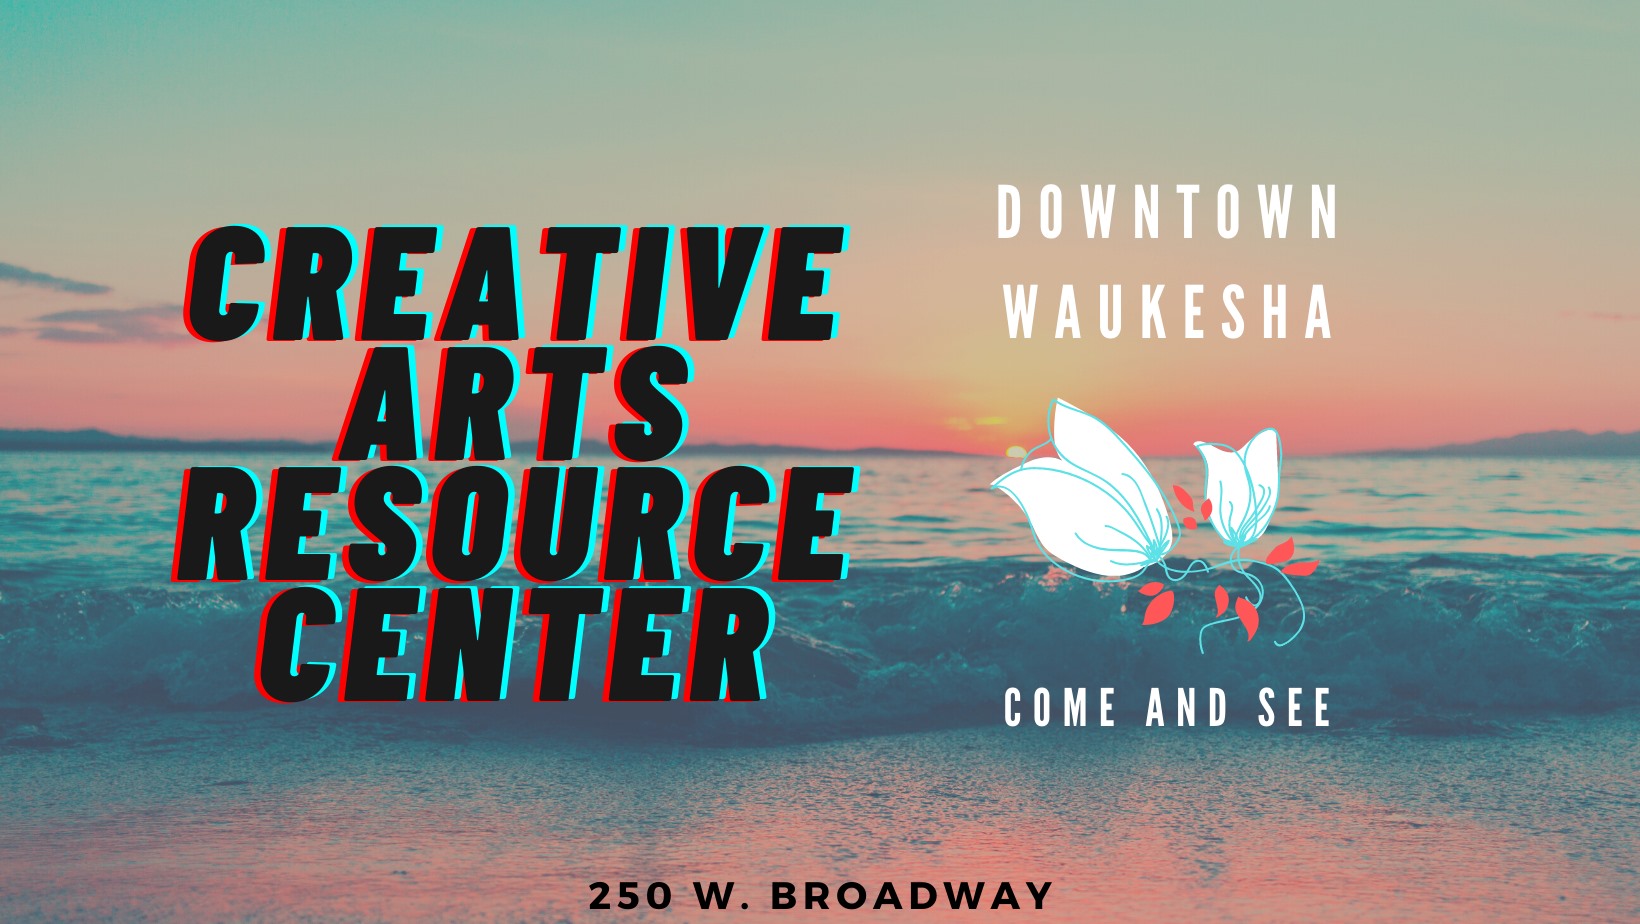 CREATIVE
ARTS
RESOURCE
CENTER
DOWNTOWN
WAUKESHA
COME AND SEE
250 W. BROADWAY